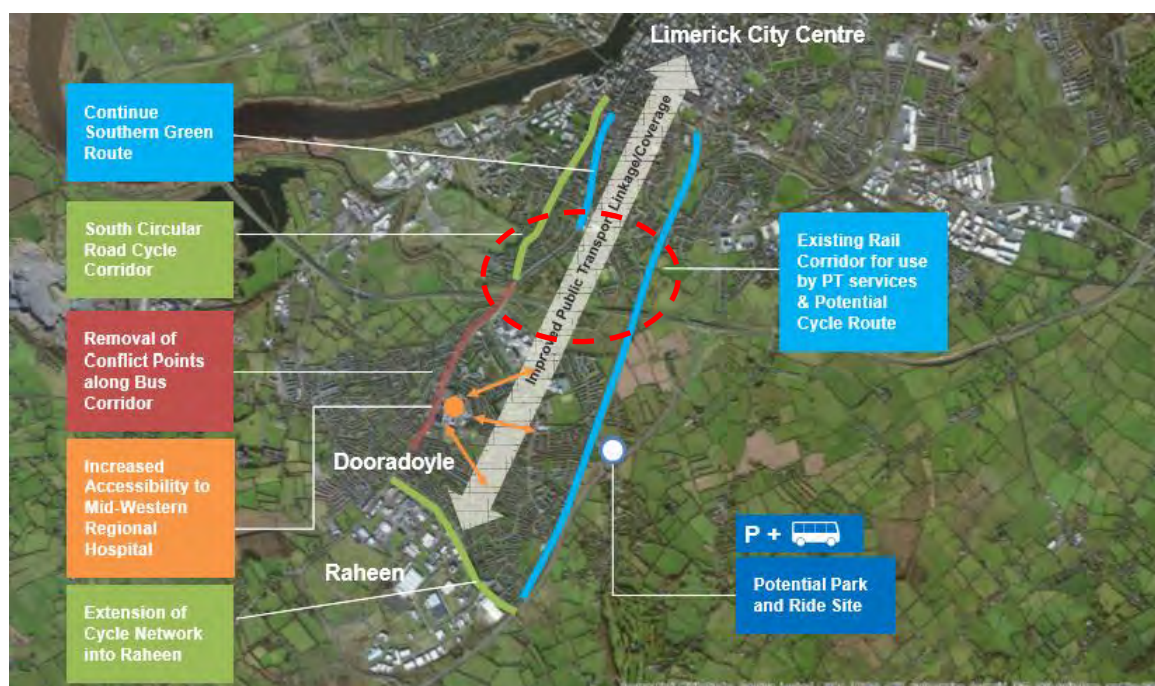 Limerick City Centre
Continue
Southern Green
Route
South Circular
Road Cycle
Corridor
Removal of
Conflict Points
along Bus
Corridor
Increased
Accessibility to
Mid-Western
Regional
Hospital
Extension of
Cycle Network
into Raheen
Improved Public Transport Linkage/Coverage
Dooradoyle
Raheen
Existing Rail
Corridor for use
by PT services
& Potential
Cycle Route
P +
Potential Park
and Ride Site